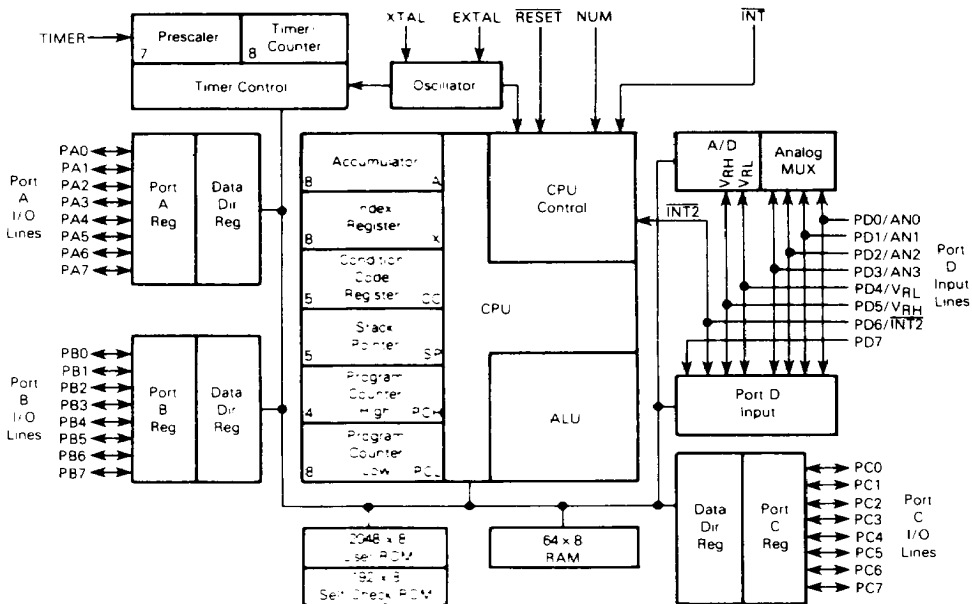 XTAL EXTAL RESET NUM INT
TIMER
Prescaler
7
Timer
Counter
8
Timer Control
Oscillator
Port
A
I/O
Lines
PA0
PA1
PA2
PA3
PA4
PA5
PA6
PA7
Port
A
Reg
Data
Dir
Reg
Accumulator
8 A
Index
Register
8 X
Condition
Code
Register
5 CC
Stack
Pointer
5 SP
Program
Counter
High
4 PCH
Program
Counter
Low
8 PCL
CPU
Control
CPU
ALU
INT2
A/D
VRH
VRL
Analog
MUX
PD0/AN0
PD1/AN1
PD2/AN2
PD3/AN3
PD4/VRL
PD5/VRH
PD6/INT2
PD7
Port
D
Input
Lines
Port D
Input
Port
B
I/O
Lines
PB0
PB1
PB2
PB3
PB4
PB5
PB6
PB7
Port
B
Reg
Data
Dir
Reg
2048 x 8
User ROM
192 x 8
Self Check ROM
64 x 8
RAM
Data
Dir
Reg
Port
C
Reg
PC0
PC1
PC2
PC3
PC4
PC5
PC6
PC7
Port
C
I/O
Lines